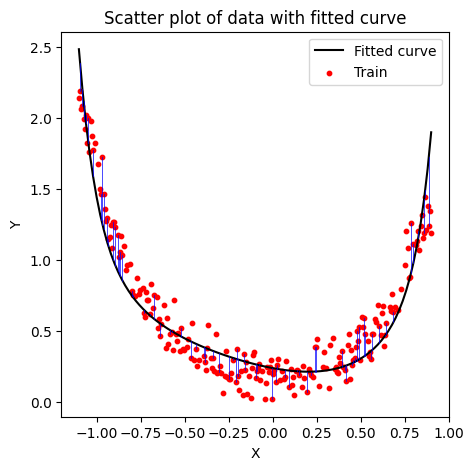 Scatter plot of data with fitted curve
Fitted curve
Train
2.5
2.0
1.5
1.0
0.5
0.0
Y
−1.00 −0.75 −0.50 −0.25 0.00 0.25 0.50 0.75 1.00
X